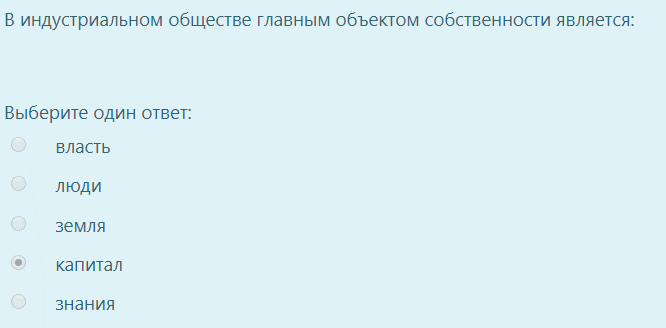 В индустриальном обществе главным объектом собственности является:
Выберите один ответ:
власть
люди
земля
капитал
знания